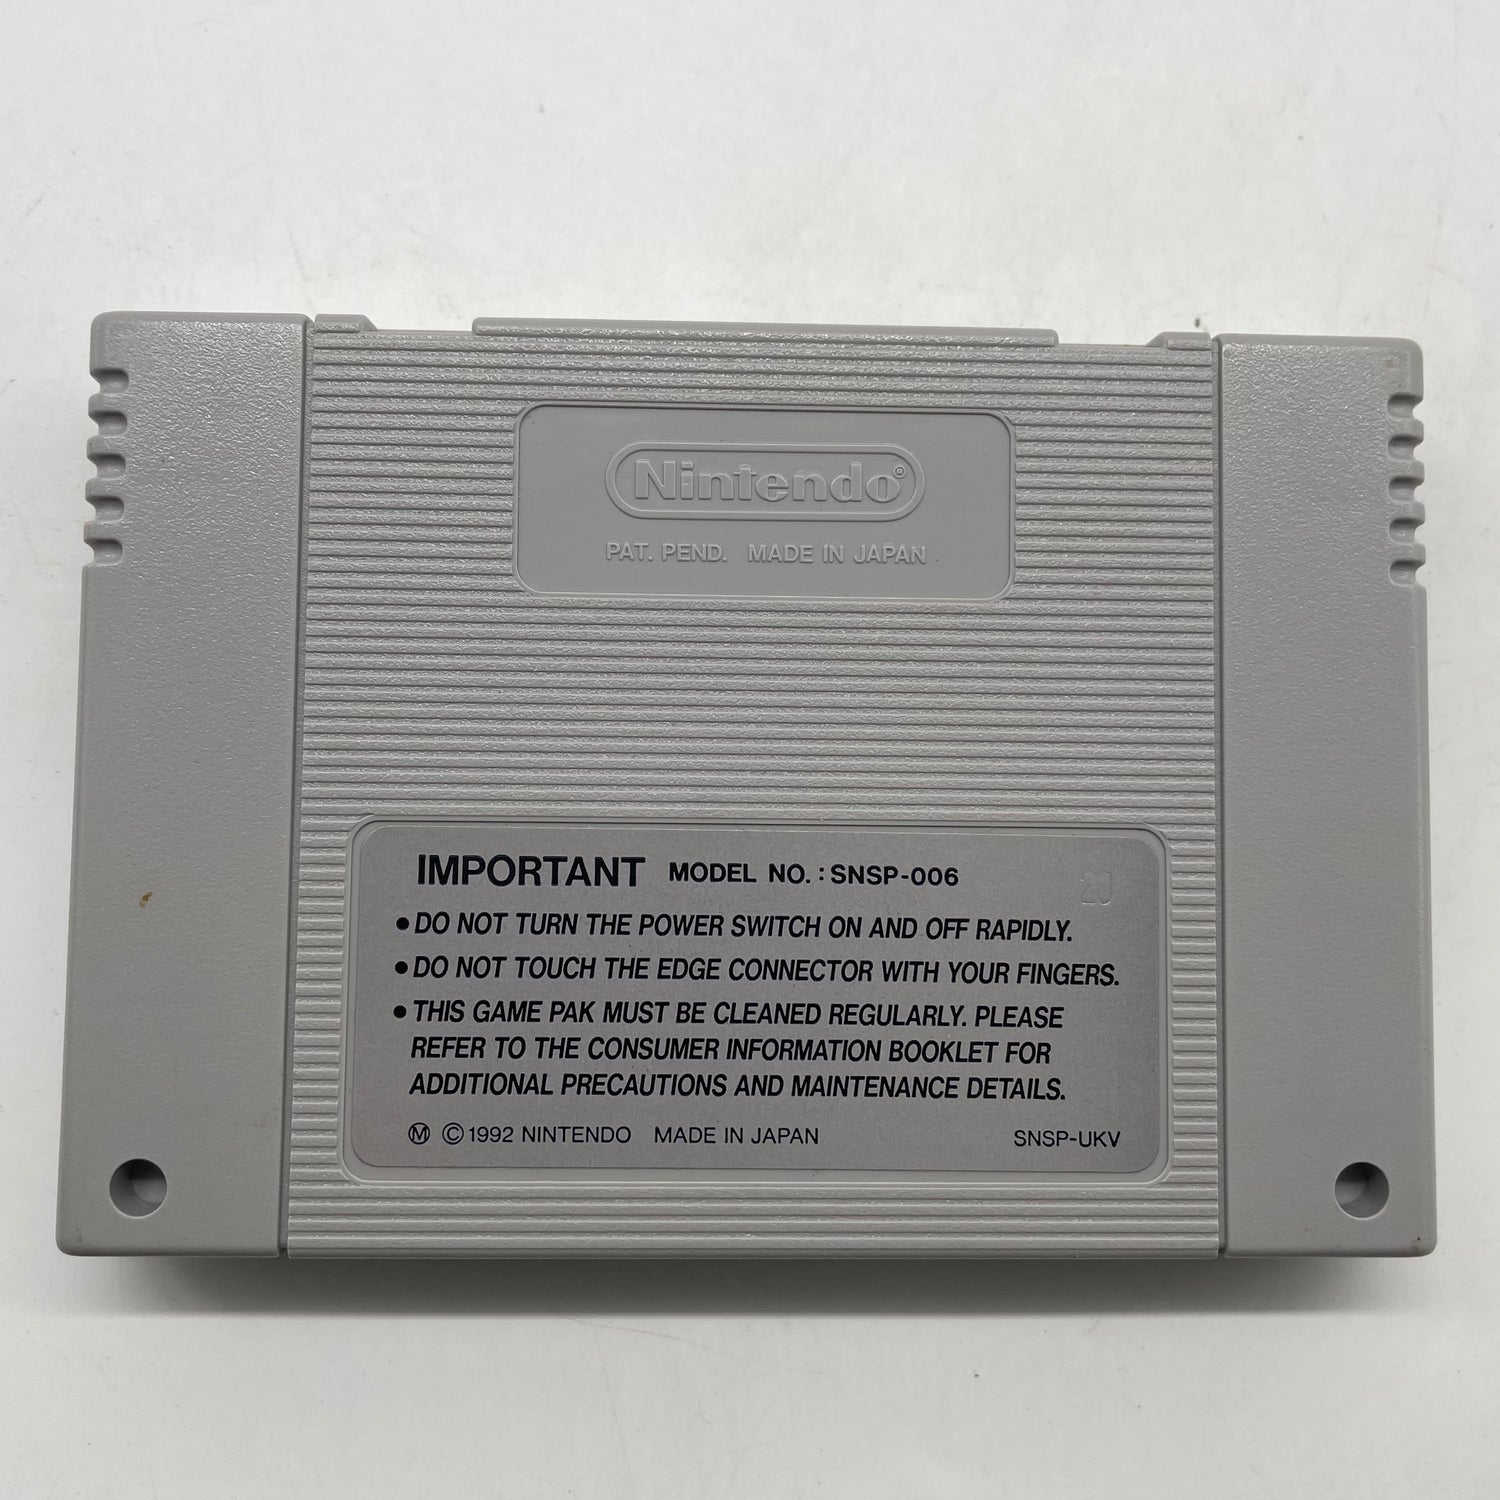 Nintendo®
PAT. PEND. MADE IN JAPAN
IMPORTANT MODEL NO. : SNSP-006
20
•DO NOT TURN THE POWER SWITCH ON AND OFF RAPIDLY.
•DO NOT TOUCH THE EDGE CONNECTOR WITH YOUR FINGERS.
•THIS GAME PAK MUST BE CLEANED REGULARLY. PLEASE
REFER TO THE CONSUMER INFORMATION BOOKLET FOR
ADDITIONAL PRECAUTIONS AND MAINTENANCE DETAILS.
Ⓜ ©1992 NINTENDO MADE IN JAPAN SNSP-UKV